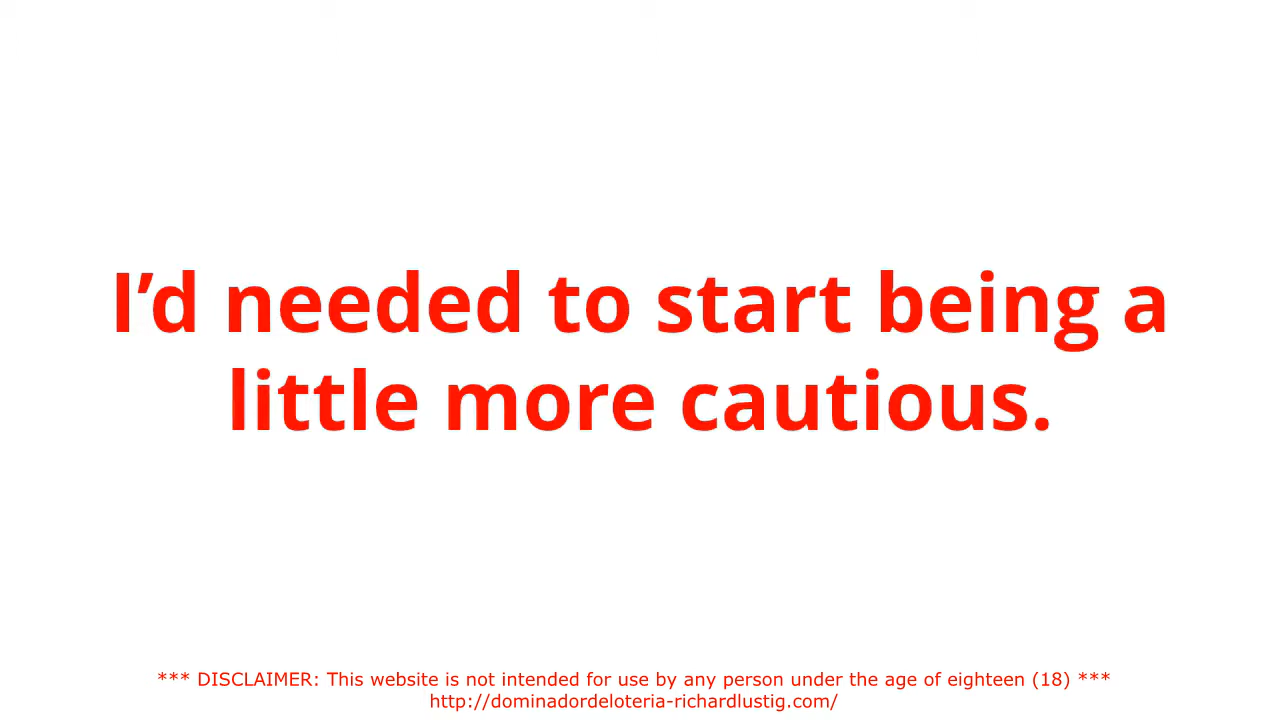 I’d needed to start being a
little more cautious.
*** DISCLAIMER: This website is not intended for use by any person under the age of eighteen (18) ***
http://dominadordeloteria-richardlustig.com/